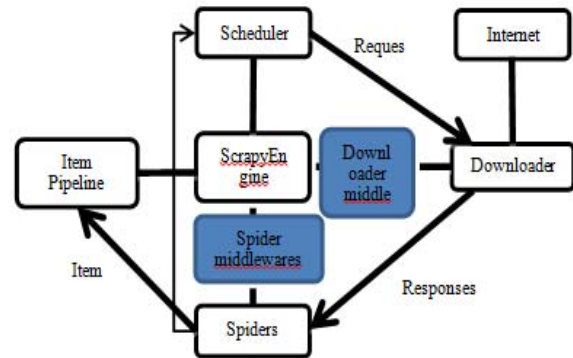 Scheduler
Internet
Reques
Item
Pipeline
ScrapyEn
gine
Downl
oader
middle
Downloader
Spider
middlewares
Item
Responses
Spiders